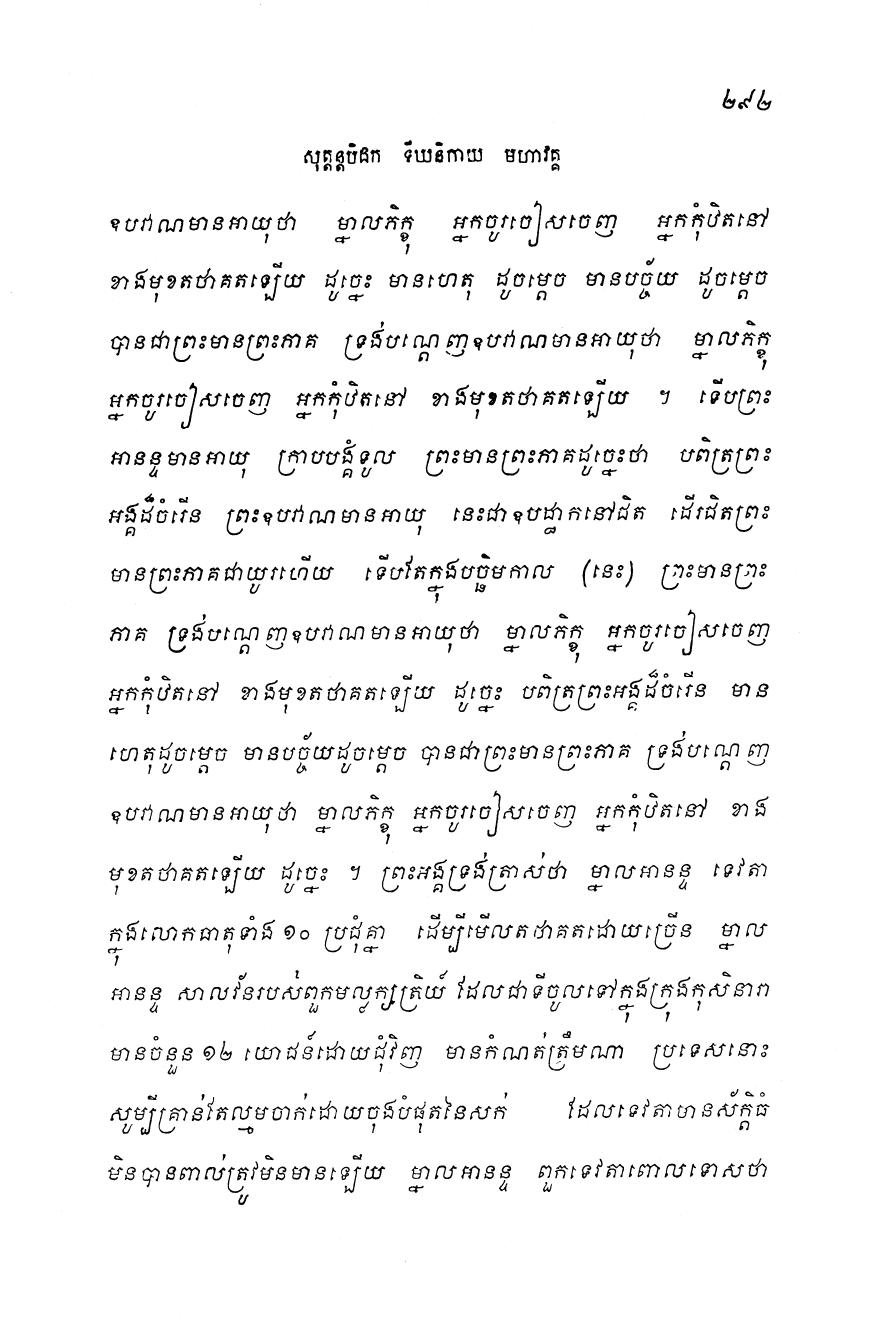 ២៩២
សុត្តន្តបិដក ទីឃនិកាយ មហាវគ្គ
ឧបវាណមានអាយុថា ម្នាលភិក្ខុ អ្នកចូរចៀសចេញ អ្នកកុំឋិតនៅ
ខាងមុខតថាគតឡើយ ដូច្នេះ មានហេតុ ដូចម្តេច មានបច្ច័យ ដូចម្តេច
បានជាព្រះមានព្រះភាគ ទ្រង់បណ្តេញឧបវាណមានអាយុថា ម្នាលភិក្ខុ
អ្នកចូរចៀសចេញ អ្នកកុំឋិតនៅ ខាងមុខតថាគតឡើយ ។ ទើបព្រះ
អានន្ទមានអាយុ ក្រាបបង្គំទូល ព្រះមានព្រះភាគដូច្នេះថា បពិត្រព្រះ
អង្គដ៏ចំរើន ព្រះឧបវាណមានអាយុ នេះជាឧបដ្ឋាកនៅជិត ដើរជិតព្រះ
មានព្រះភាគជាយូរហើយ ទើបតែក្នុងបច្ឆិមកាល (នេះ) ព្រះមានព្រះ
ភាគ ទ្រង់បណ្តេញឧបវាណមានអាយុថា ម្នាលភិក្ខុ អ្នកចូរចៀសចេញ
អ្នកកុំឋិតនៅ ខាងមុខតថាគតឡើយ ដូច្នេះ បពិត្រព្រះអង្គដ៏ចំរើន មាន
ហេតុដូចម្តេច មានបច្ច័យដូចម្តេច បានជាព្រះមានព្រះភាគ ទ្រង់បណ្តេញ
ឧបវាណមានអាយុថា ម្នាលភិក្ខុ អ្នកចូរចៀសចេញ អ្នកកុំឋិតនៅ ខាង
មុខតថាគតឡើយ ដូច្នេះ ។ ព្រះអង្គទ្រង់ត្រាស់ថា ម្នាលអានន្ទ ទេវតា
ក្នុងលោកធាតុទាំង ១០ ប្រជុំគ្នា ដើម្បីមើលតថាគតដោយច្រើន ម្នាល
អានន្ទ សាលវ័នរបស់ពួកមល្លក្សត្រិយ៍ ដែលជាទីចូលទៅក្នុងក្រុងកុសិនារា
មានចំនួន ១២ យោជន៍ដោយជុំវិញ មានកំណត់ត្រឹមណា ប្រទេសនោះ
សូម្បីគ្រាន់តែល្មមចាក់ដោយចុងបំផុតនៃសក់ ដែលទេវតាមានស័ក្តិធំ
មិនបានពាល់ត្រូវមិនមានឡើយ ម្នាលអានន្ទ ពួកទេវតាពោលទោសថា